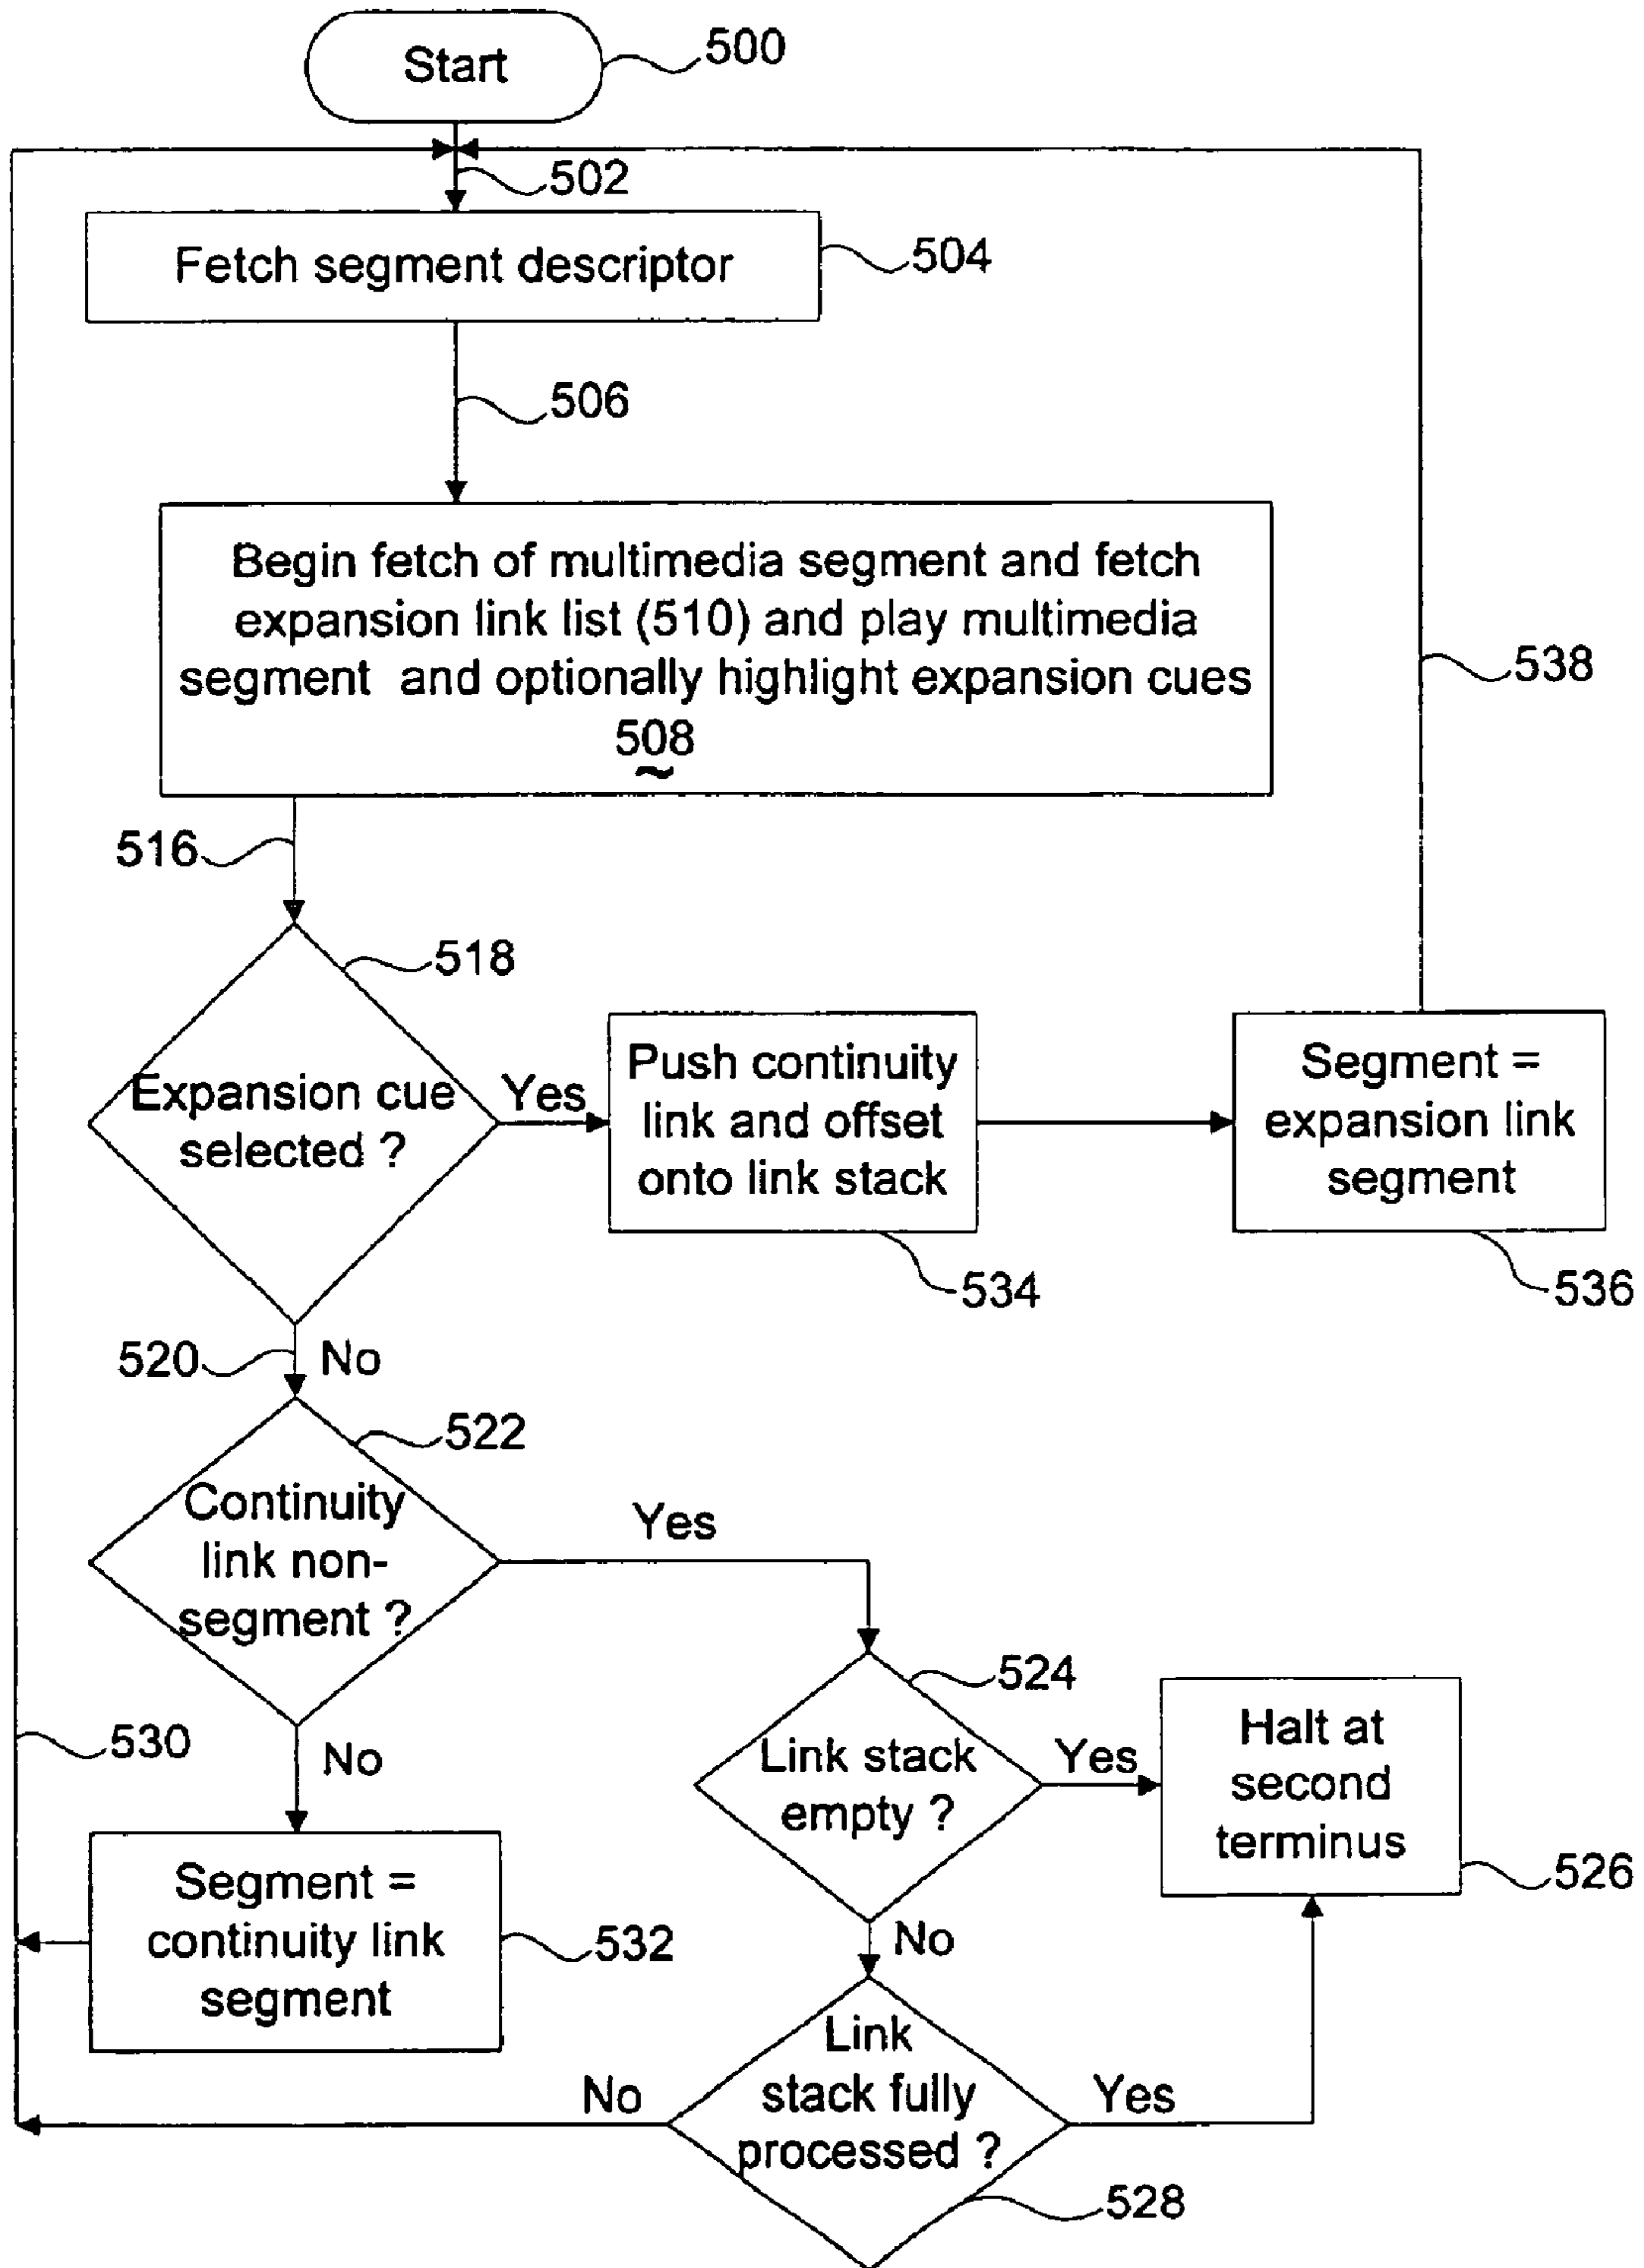 Start
500
502
Fetch segment descriptor
504
506
Begin fetch of multimedia segment and fetch
expansion link list (510) and play multimedia
segment and optionally highlight expansion cues
508
538
516
518
Expansion cue
selected ?
Yes
Push continuity
link and offset
onto link stack
534
Segment =
expansion link
segment
536
520
No
522
Continuity
link non-
segment ?
Yes
524
Link stack
empty ?
Yes
Halt at
second
terminus
526
530
No
Segment =
continuity link
segment
532
No
Link
stack fully
processed ?
No
Yes
528